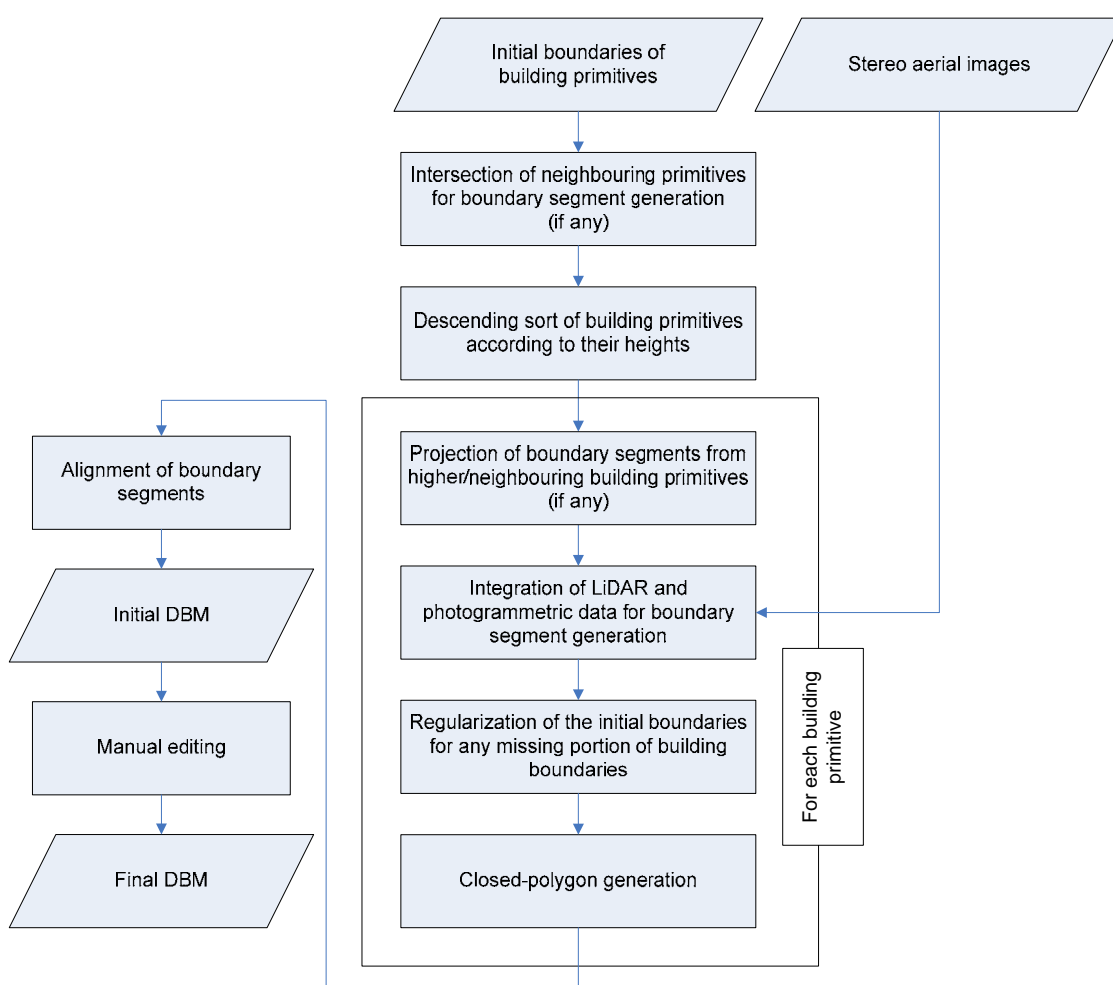 Initial boundaries of
building primitives
Stereo aerial images
Intersection of neighbouring primitives
for boundary segment generation
(if any)
Descending sort of building primitives
according to their heights
Projection of boundary segments from
higher/neighbouring building primitives
(if any)
Integration of LiDAR and
photogrammetric data for boundary
segment generation
Regularization of the initial boundaries
for any missing portion of building
boundaries
Closed-polygon generation
For each building
primitive
Alignment of boundary
segments
Initial DBM
Manual editing
Final DBM